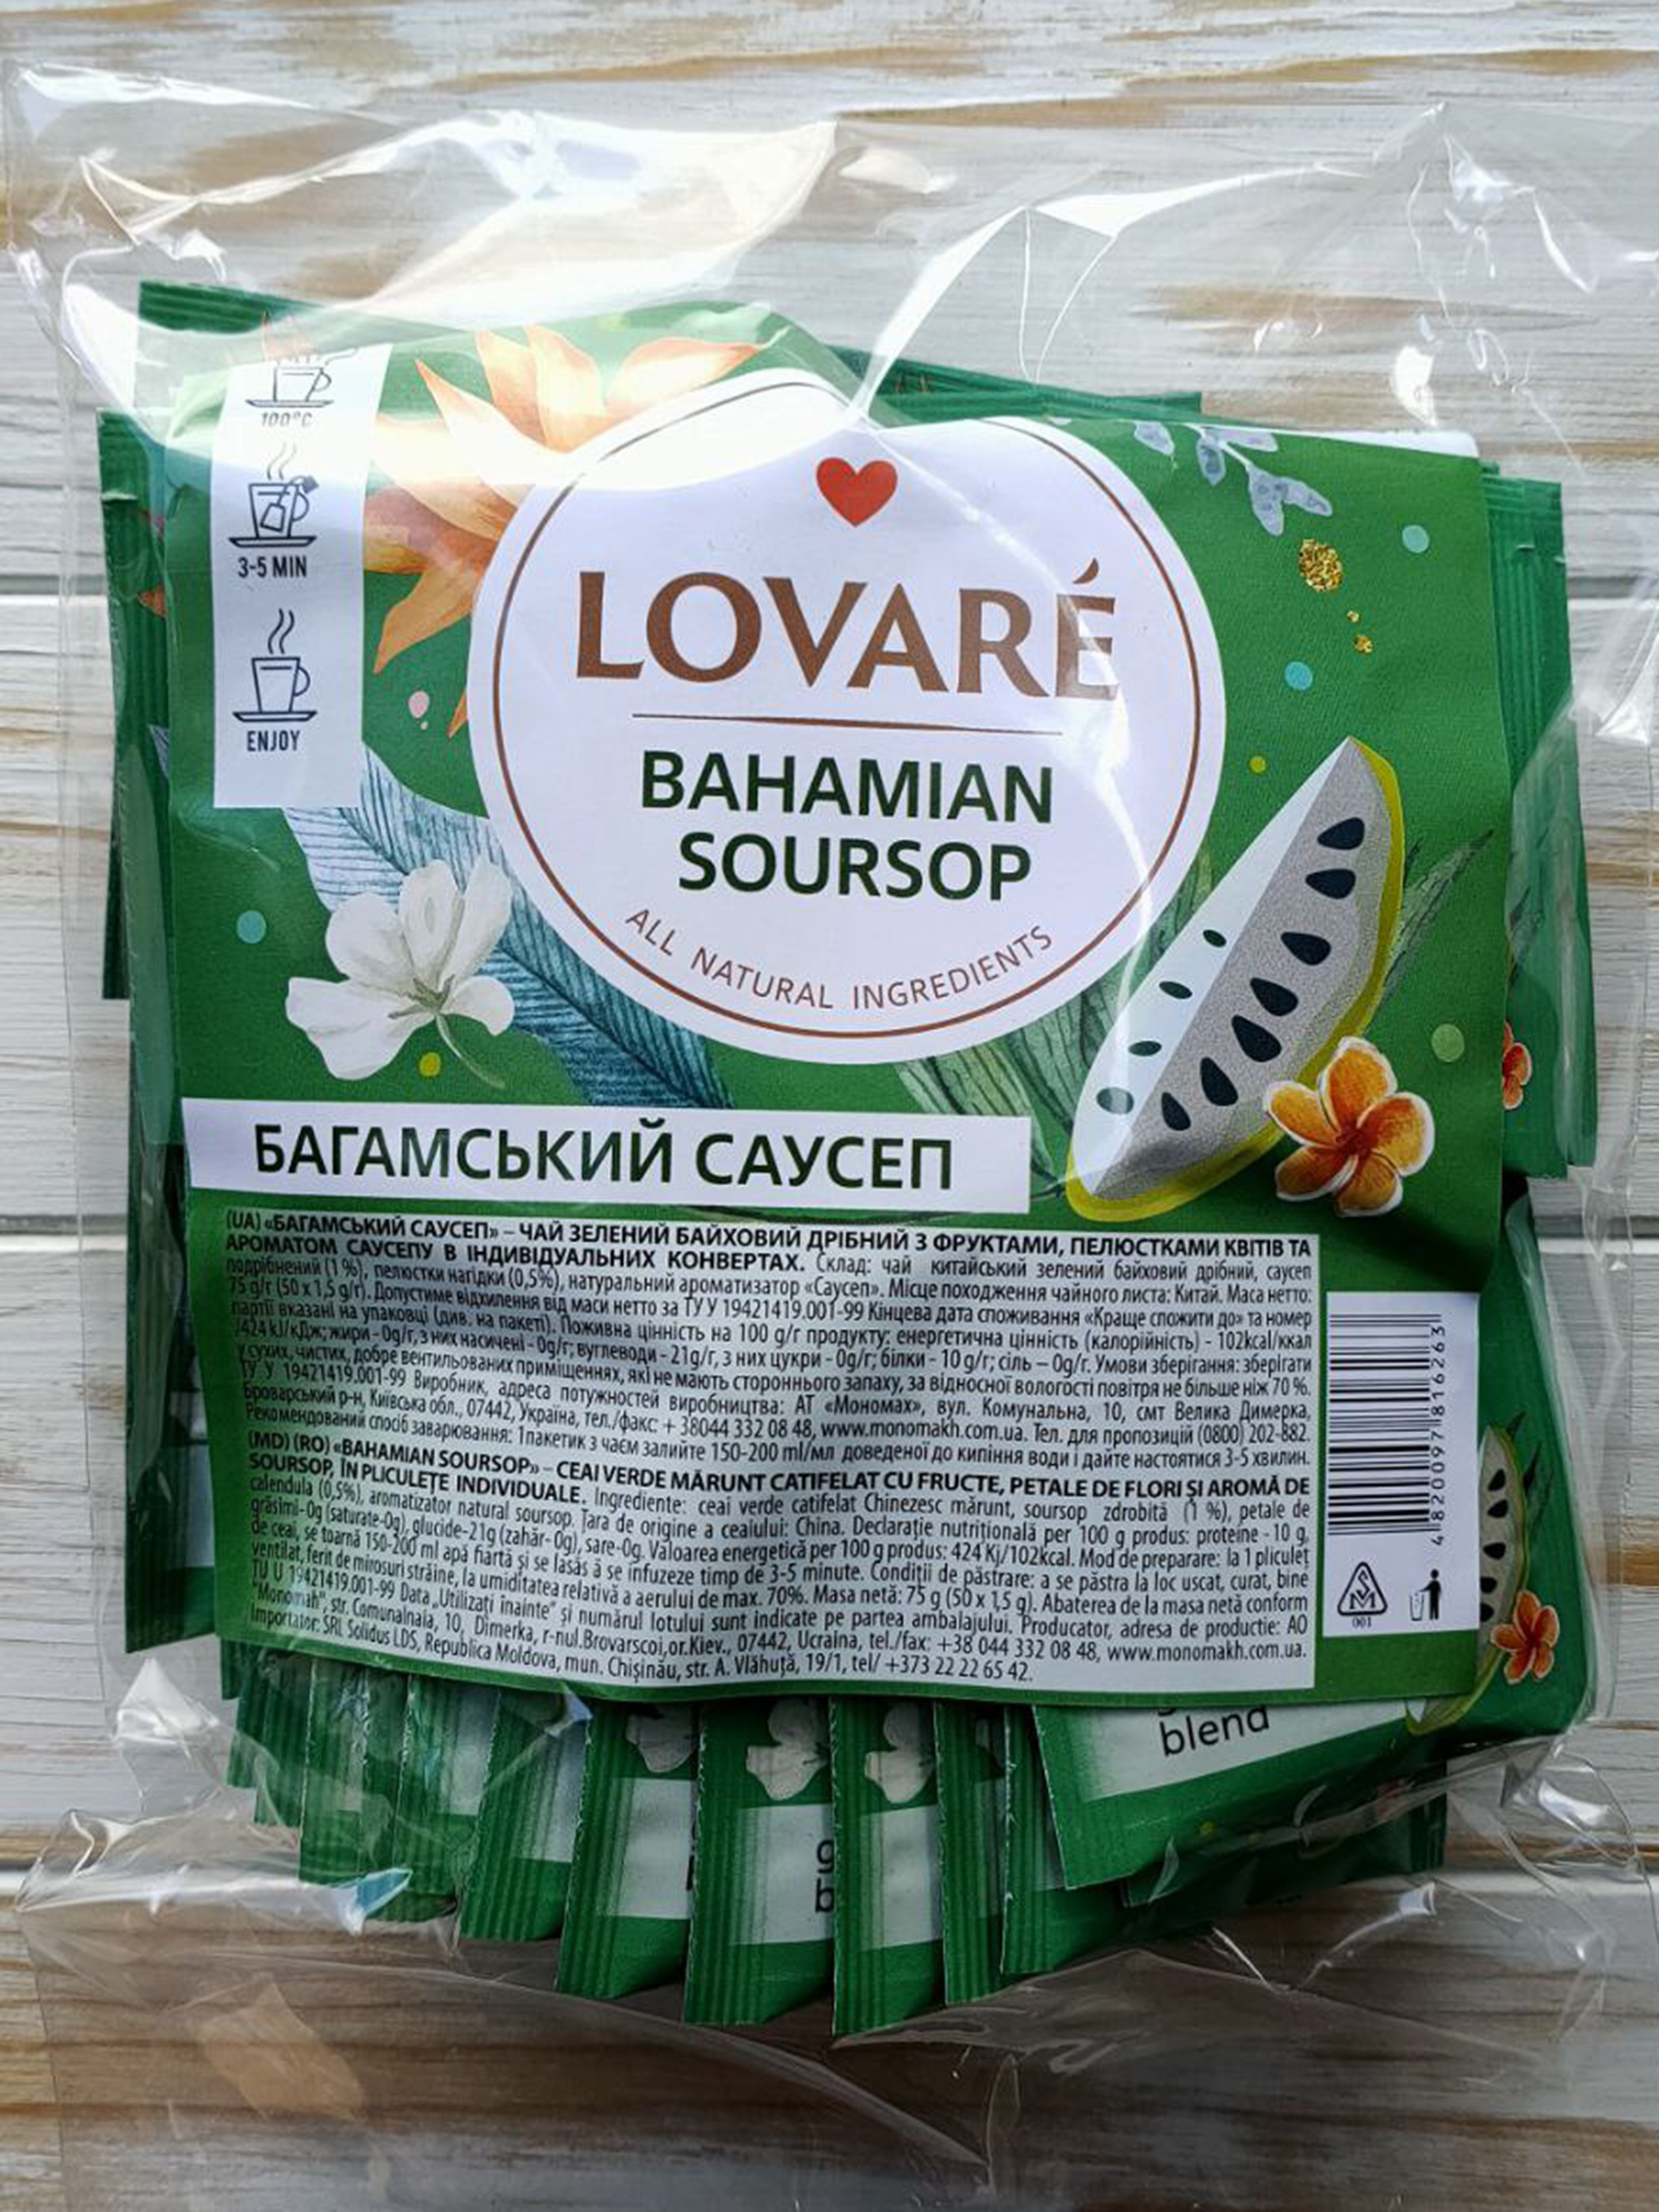 100°C
3-5 MIN
ENJOY
LOVARÉ
BAHAMIAN
SOURSOP
ALL NATURAL INGREDIENTS
БАГАМСЬКИЙ САУСЕП
(UA) «БАГАМСЬКИЙ САУСЕП» – ЧАЙ ЗЕЛЕНИЙ БАЙХОВИЙ ДРІБНИЙ З ФРУКТАМИ, ПЕЛЮСТКАМИ КВІТІВ ТА
АРОМАТОМ САУСЕПУ В ІНДИВІДУАЛЬНИХ КОНВЕРТАХ. Склад: чай китайський зелений байховий дрібний, саусеп
подрібнений (1 %), пелюстки нагідки (0,5%), натуральний ароматизатор «Саусеп». Місце походження чайного листа: Китай. Маса нетто:
75 g/г (50 x 1,5 g/г). Допустиме відхилення від маси нетто за ТУ У 19421419.001-99 Кінцева дата споживання «Краще спожити до» та номер
партії вказані на упаковці (див. на пакеті). Поживна цінність на 100 g/г продукту: енергетична цінність (калорійність) - 102kcal/ккал
/424 kJ/кДж; жири - 0g/г, з них насичені - 0g/г; вуглеводи - 21g/г, з них цукри - 0g/г; білки - 10 g/г; сіль – 0g/г. Умови зберігання: зберігати
у сухих, чистих, добре вентильованих приміщеннях, які не мають стороннього запаху, за відносної вологості повітря не більше ніж 70 %.
ТУ У 19421419.001-99 Виробник, адреса потужностей виробництва: АТ «Мономах», вул. Комунальна, 10, смт Велика Димерка,
Броварський р-н, Київська обл., 07442, Україна, тел./факс: + 38044 332 08 48, www.monomakh.com.ua. Тел. для пропозицій (0800) 202-882.
Рекомендований спосіб заварювання: 1пакетик з чаєм залийте 150-200 ml/мл доведеної до кипіння води і дайте настоятися 3-5 хвилин.
(MD) (RO) «BAHAMIAN SOURSOP» – CEAI VERDE MĂRUNT CATIFELAT CU FRUCTE, PETALE DE FLORI ȘI AROMĂ DE
SOURSOP, ÎN PLICULEȚE INDIVIDUALE. Ingrediente: ceai verde catifelat Chinezesc mărunt, soursop zdrobită (1 %), petale de
calendula (0,5%), aromatizator natural soursop. Țara de origine a ceaiului: China. Declarație nutrițională per 100 g produs: proteine - 10 g,
grăsimi- 0g (saturate-0g), glucide-21g (zahăr- 0g), sare-0g. Valoarea energetică per 100 g produs: 424 Kj/102kcal. Mod de preparare: la 1 pliculeț
de ceai, se toarnă 150-200 ml apă fiartă și se lasăs ă se infuzeze timp de 3-5 minute. Condiții de păstrare: a se păstra la loc uscat, curat, bine
ventilat, ferit de mirosuri străine, la umiditatea relativă a aerului de max. 70%. Masa netă: 75 g (50 x 1,5 g). Abaterea de la masa netă conform
TU U 19421419.001-99 Data „Utilizați înainte" și numărul lotului sunt indicate pe partea ambalajului. Producator, adresa de productie: AO
"Monomah", str. Comunalnaia, 10, Dimerka, r-nul.Brovarscoi,or.Kiev., 07442, Ucraina, tel./fax: +38 044 332 08 48, www.monomakh.com.ua.
Importator: SRL Solidus LDS, Republica Moldova, mun. Chișinău, str. A. Vlăhuță, 19/1, tel/ +373 22 22 65 42.
4 820097 816263
001
blend